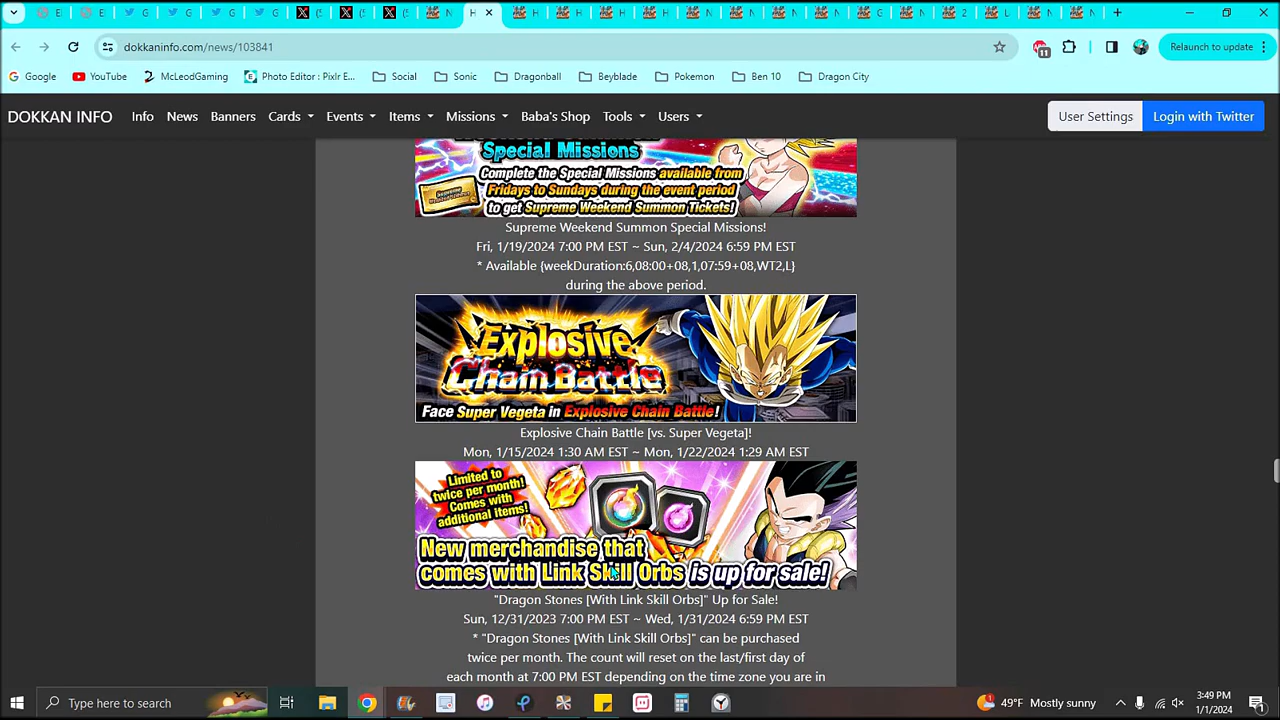 dokkaninfo.com/news/103841
11
Relaunch to update
Google
YouTube
McLeodGaming
Photo Editor : Pixlr E...
Social
Sonic
Dragonball
Beyblade
Pokemon
Ben 10
Dragon City
DOKKAN INFO
Info
News
Banners
Cards
Events
Items
Missions
Baba's Shop
Tools
Users
User Settings
Login with Twitter
Special Missions
Complete the Special Missions available from
Fridays to Sundays during the event period
to get Supreme Weekend Summon Tickets!
Supreme Weekend Summon Special Missions!
Fri, 1/19/2024 7:00 PM EST ~ Sun, 2/4/2024 6:59 PM EST
* Available {weekDuration:6,08:00+08,1,07:59+08,WT2,L}
during the above period.
Explosive
Chain Battle
Face Super Vegeta in Explosive Chain Battle!
Explosive Chain Battle [vs. Super Vegeta]!
Mon, 1/15/2024 1:30 AM EST ~ Mon, 1/22/2024 1:29 AM EST
Limited to
twice per month!
Comes with
additional items!
New merchandise that
comes with Link Skill Orbs is up for sale!
"Dragon Stones [With Link Skill Orbs]" Up for Sale!
Sun, 12/31/2023 7:00 PM EST ~ Wed, 1/31/2024 6:59 PM EST
* "Dragon Stones [With Link Skill Orbs]" can be purchased
twice per month. The count will reset on the last/first day of
each month at 7:00 PM EST depending on the time zone you are in
Type here to search
49°F Mostly sunny
3:49 PM
1/1/2024